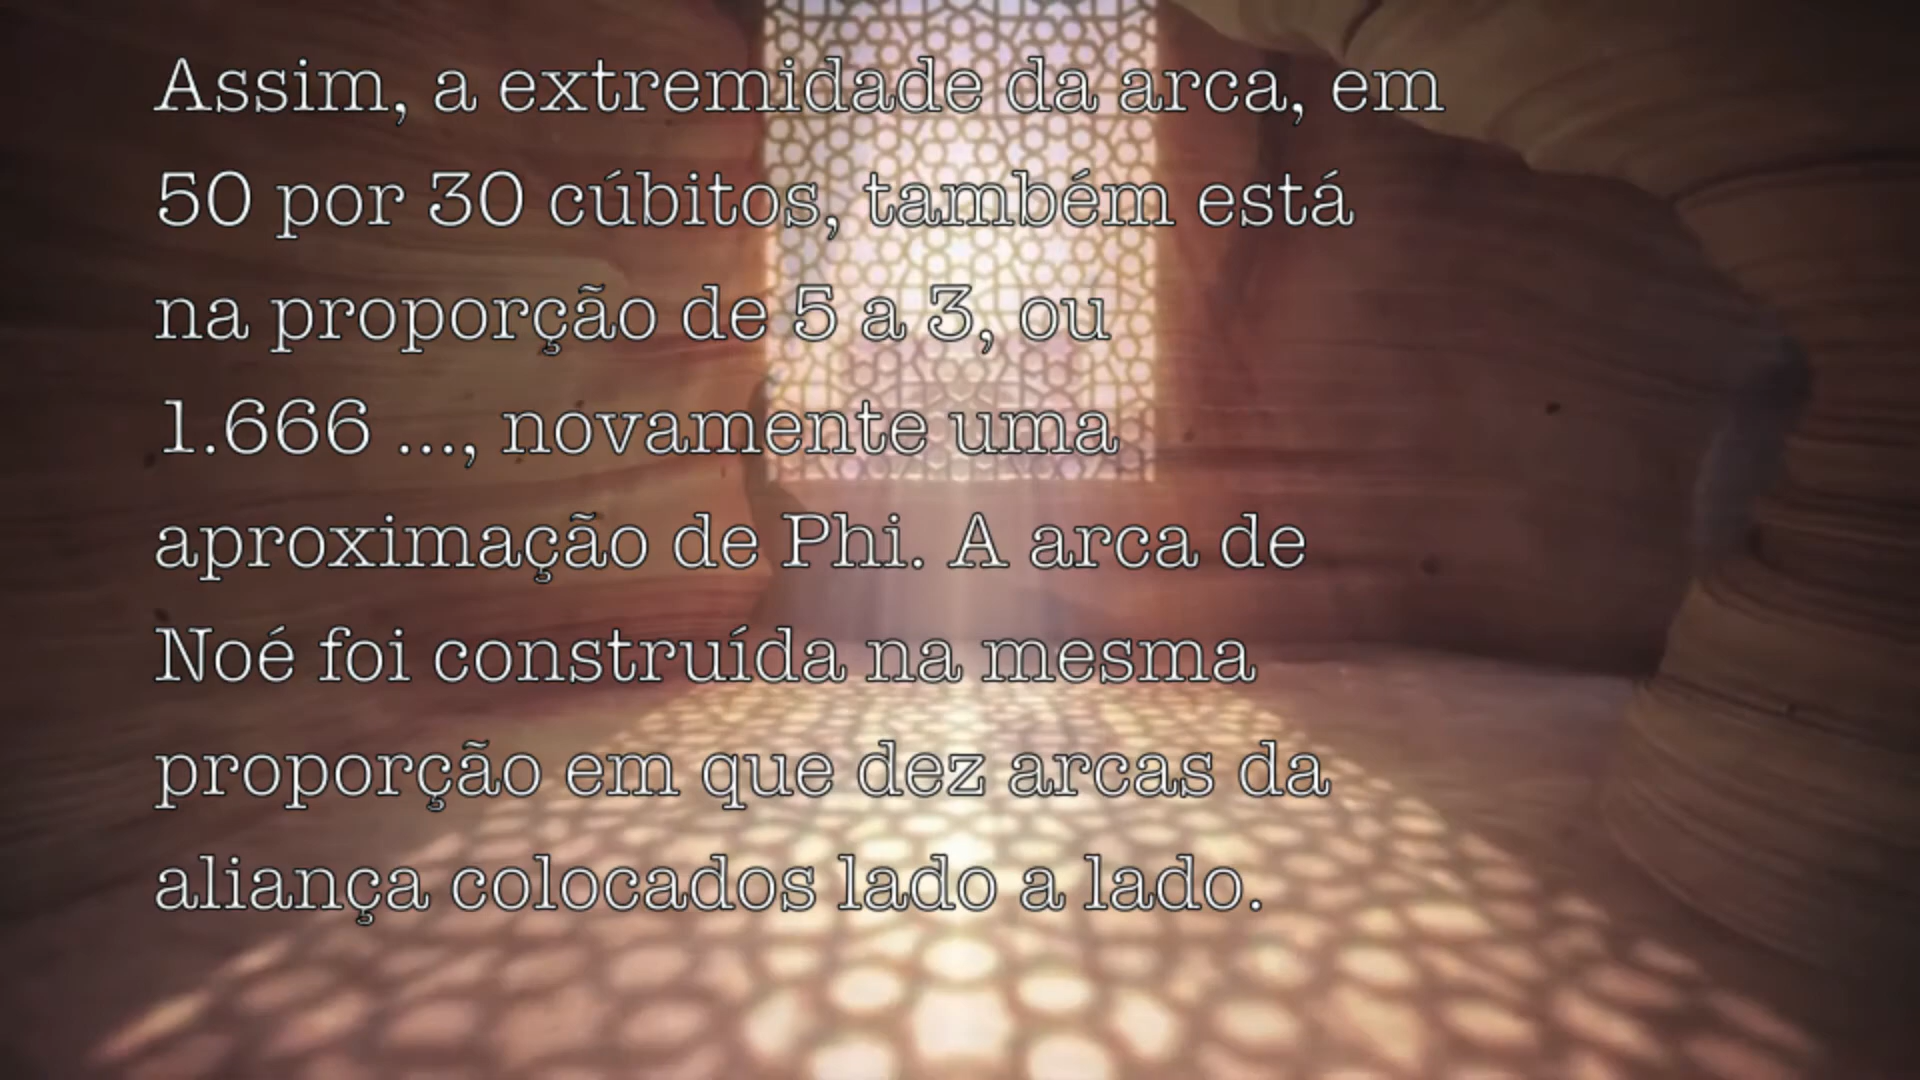 Assim, a extremidade da arca, em
50 por 30 cúbitos, também está
na proporção de 5 a 3, ou
1.666 ..., novamente uma
aproximação de Phi. A arca de
Noé foi construída na mesma
proporção em que dez arcas da
aliança colocados lado a lado.